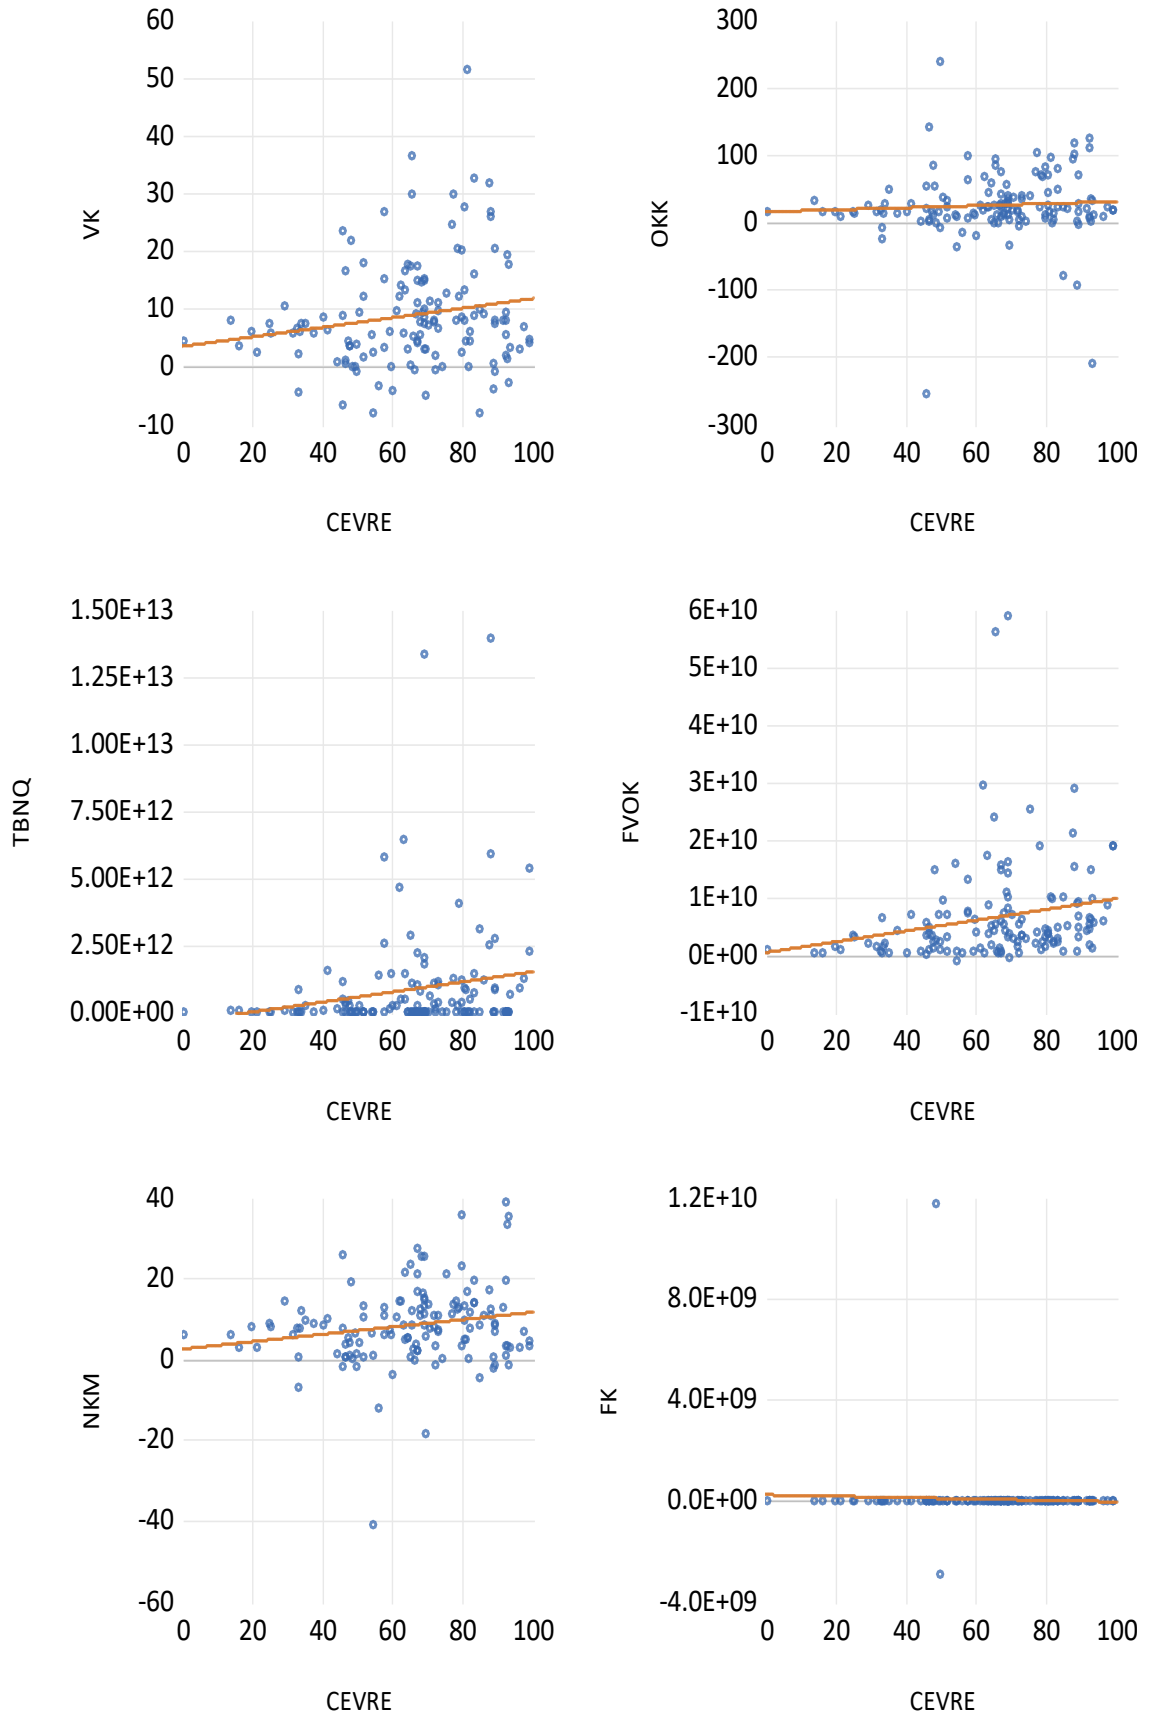 VK
60
50
40
30
20
10
0
-10
0 20 40 60 80 100
CEVRE
OKK
300
200
100
0
-100
-200
-300
0 20 40 60 80 100
CEVRE
TBNQ
1.50E+13
1.25E+13
1.00E+13
7.50E+12
5.00E+12
2.50E+12
0.00E+00
0 20 40 60 80 100
CEVRE
FVOK
6E+10
5E+10
4E+10
3E+10
2E+10
1E+10
0E+00
-1E+10
0 20 40 60 80 100
CEVRE
NKM
40
20
0
-20
-40
-60
0 20 40 60 80 100
CEVRE
FK
1.2E+10
8.0E+09
4.0E+09
0.0E+00
-4.0E+09
0 20 40 60 80 100
CEVRE